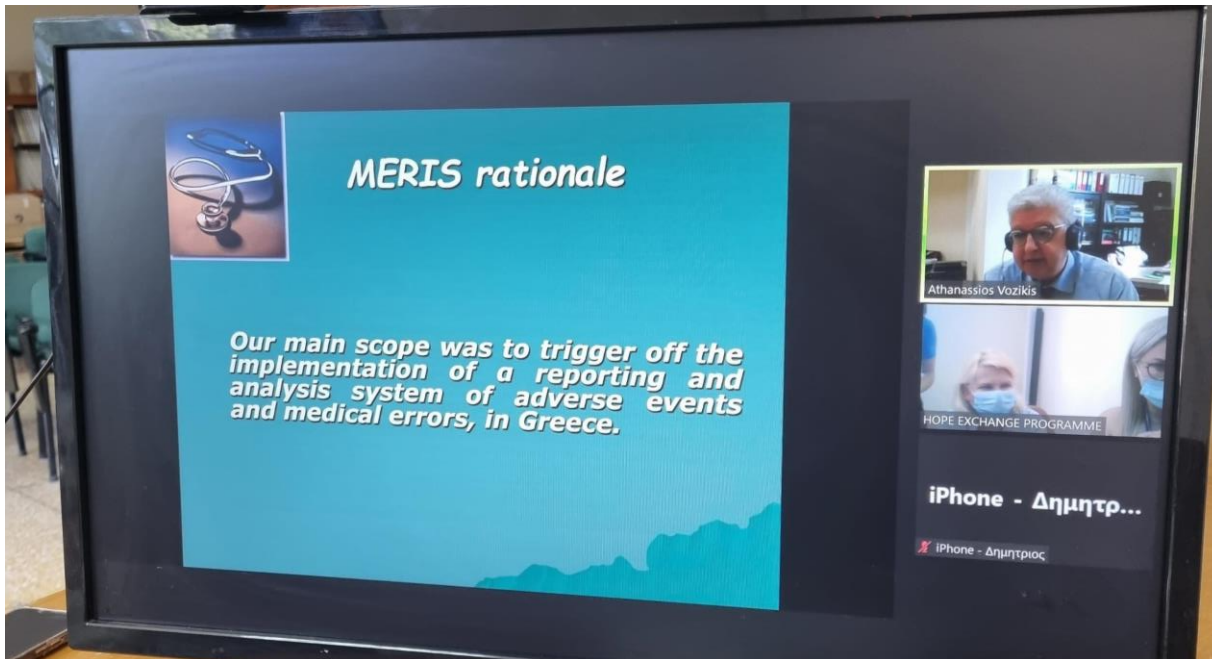 MERIS rationale
Our main scope was to trigger off the
implementation of a reporting and
analysis system of adverse events
and medical errors, in Greece.
Athanassios Vozikis
HOPE EXCHANGE PROGRAMME
iPhone - Δημητρ...
iPhone - Δημητριος